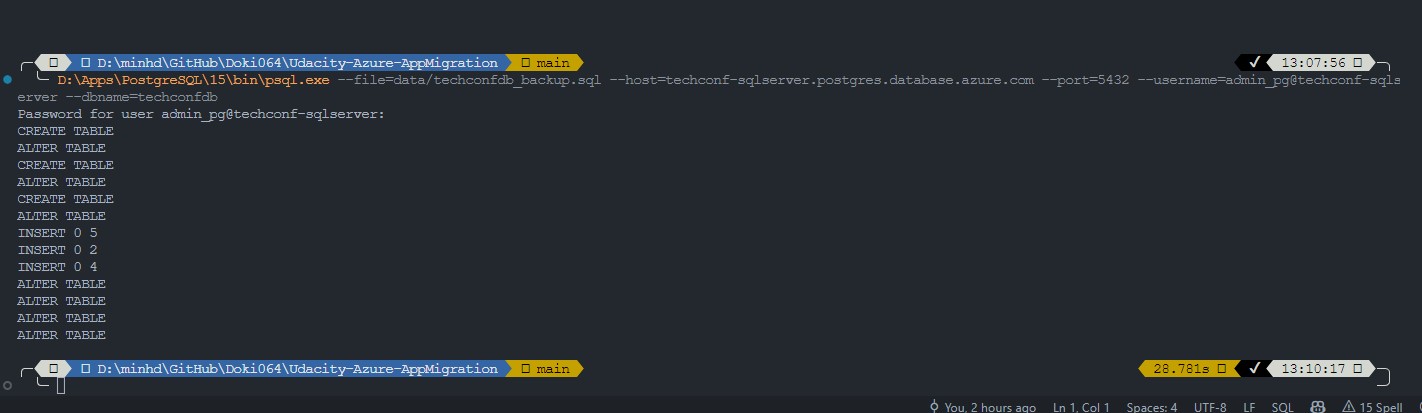 D:\minhd\GitHub\Doki064\Udacity-Azure-AppMigration main ✓ 13:07:56
D:\Apps\PostgreSQL\15\bin\psql.exe --file=data/techconfdb_backup.sql --host=techconf-sqlserver.postgres.database.azure.com --port=5432 --username=admin_pg@techconf-sqls
erver --dbname=techconfdb
Password for user admin_pg@techconf-sqlserver:
CREATE TABLE
ALTER TABLE
CREATE TABLE
ALTER TABLE
CREATE TABLE
ALTER TABLE
INSERT 0 5
INSERT 0 2
INSERT 0 4
ALTER TABLE
ALTER TABLE
ALTER TABLE
ALTER TABLE
D:\minhd\GitHub\Doki064\Udacity-Azure-AppMigration main 28.781s ✓ 13:10:17
You, 2 hours ago Ln 1, Col 1 Spaces: 4 UTF-8 LF SQL 15 Spell